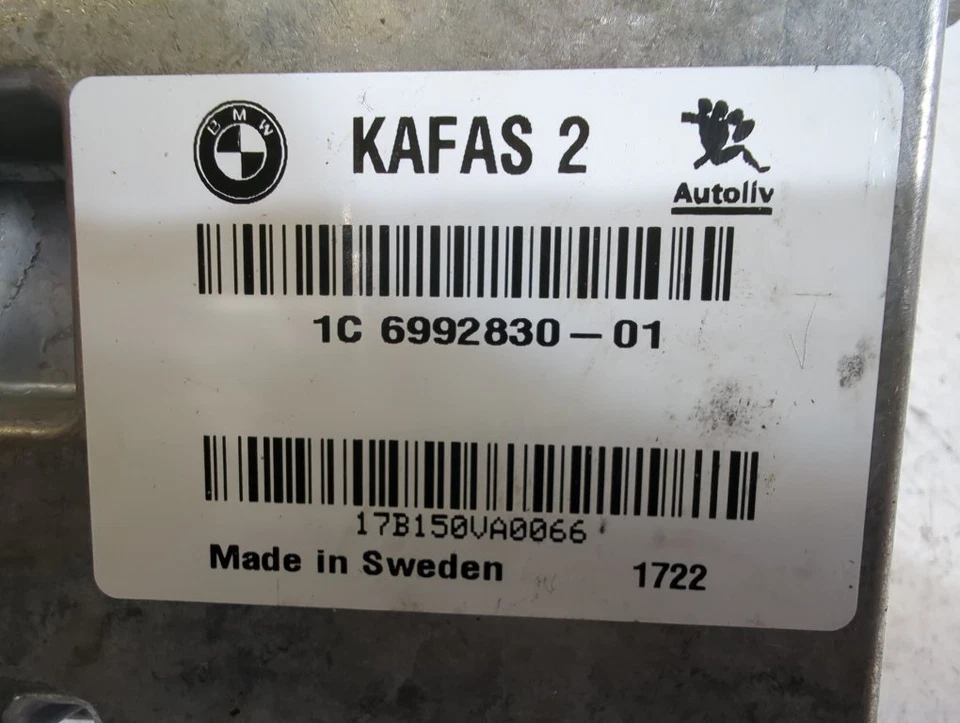 BMW
KAFAS 2
Autoliv
1C 6992830-01
17B150VA0066
Made in Sweden 1722